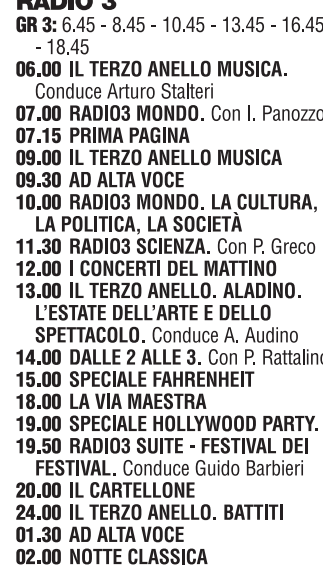 RADIO 3
GR 3: 6.45 - 8.45 - 10.45 - 13.45 - 16.45
- 18.45
06.00 IL TERZO ANELLO MUSICA.
Conduce Arturo Stalteri
07.00 RADIO3 MONDO. Con I. Panozzo
07.15 PRIMA PAGINA
09.00 IL TERZO ANELLO MUSICA
09.30 AD ALTA VOCE
10.00 RADIO3 MONDO. LA CULTURA,
LA POLITICA, LA SOCIETÀ
11.30 RADIO3 SCIENZA. Con P. Greco
12.00 I CONCERTI DEL MATTINO
13.00 IL TERZO ANELLO. ALADINO.
L'ESTATE DELL'ARTE E DELLO
SPETTACOLO. Conduce A. Audino
14.00 DALLE 2 ALLE 3. Con P. Rattalino
15.00 SPECIALE FAHRENHEIT
18.00 LA VIA MAESTRA
19.00 SPECIALE HOLLYWOOD PARTY.
19.50 RADIO3 SUITE - FESTIVAL DEI
FESTIVAL. Conduce Guido Barbieri
20.00 IL CARTELLONE
24.00 IL TERZO ANELLO. BATTITI
01.30 AD ALTA VOCE
02.00 NOTTE CLASSICA